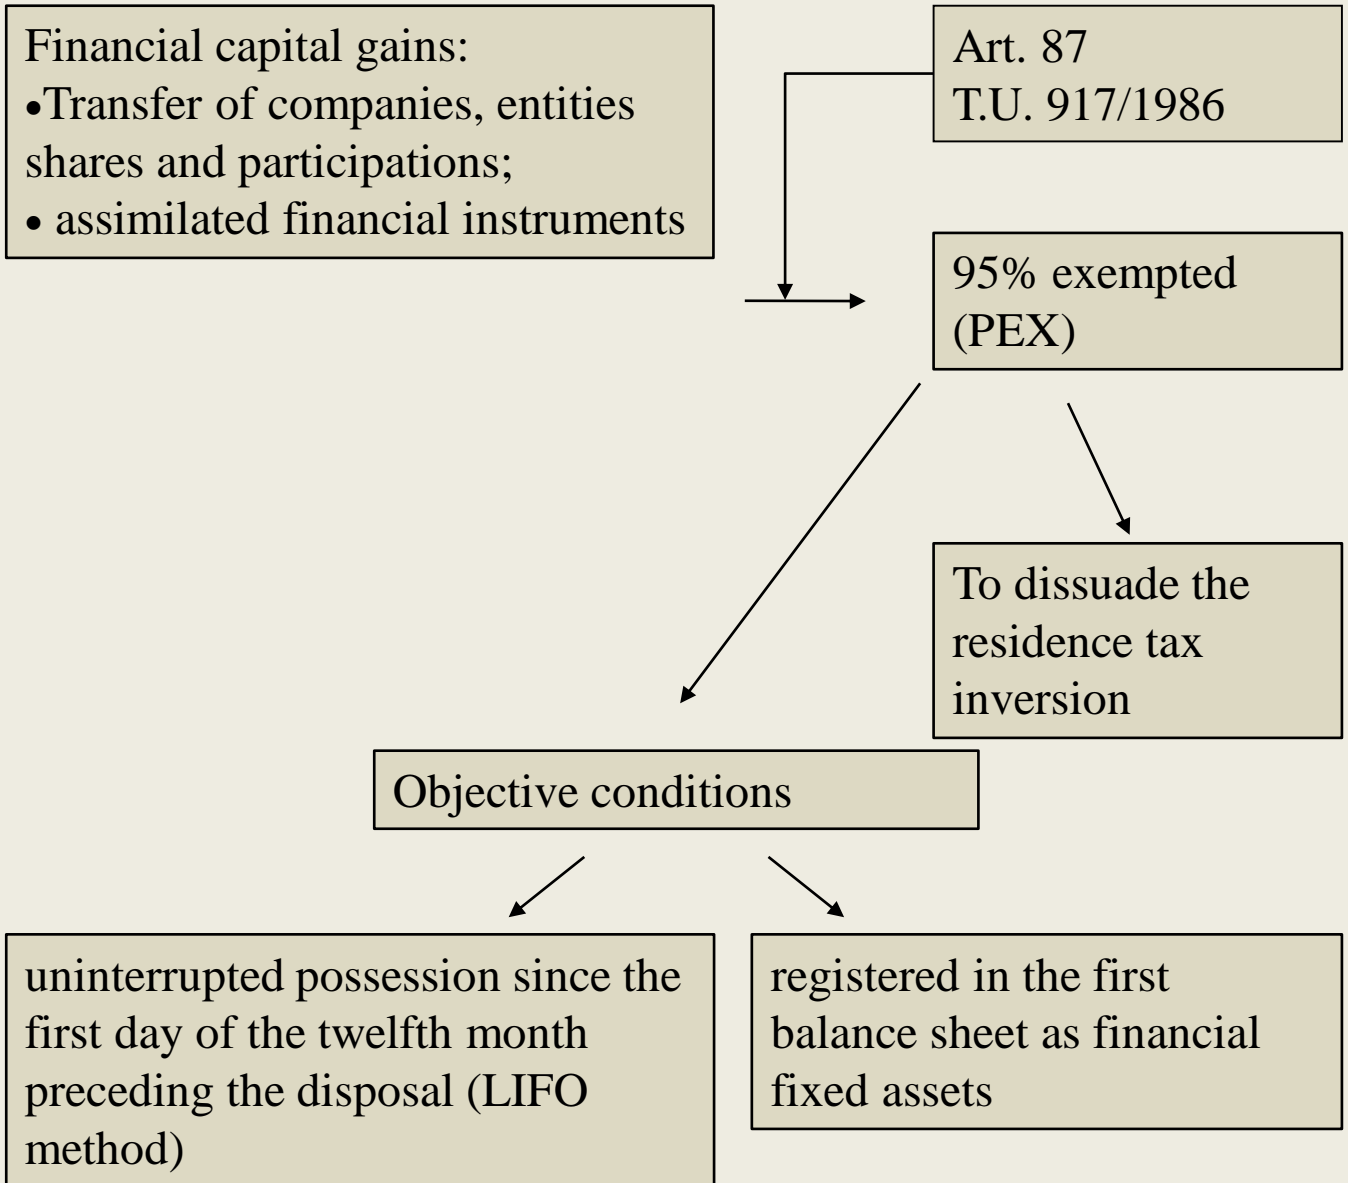 Financial capital gains:
•Transfer of companies, entities
shares and participations;
• assimilated financial instruments
Art. 87
T.U. 917/1986
95% exempted
(PEX)
To dissuade the
residence tax
inversion
Objective conditions
uninterrupted possession since the
first day of the twelfth month
preceding the disposal (LIFO
method)
registered in the first
balance sheet as financial
fixed assets